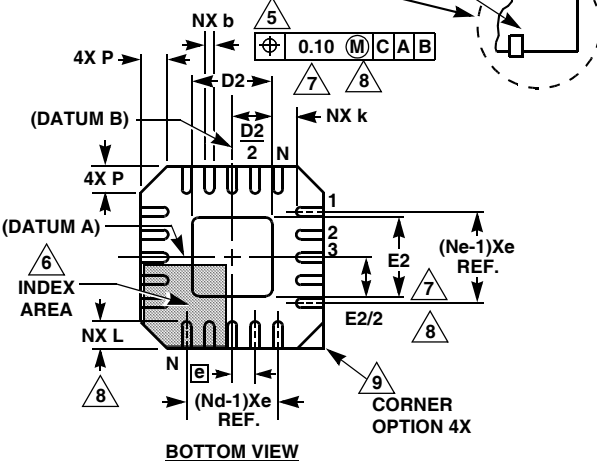 NX b
5
⌖ 0.10 Ⓜ C A B
4X P
7
8
D2
(DATUM B)
D2
2
NX k
N
4X P
1
(DATUM A)
2
3
6
INDEX
AREA
E2
(Ne-1)Xe
REF.
7
E2/2
8
NX L
8
N
e
9
(Nd-1)Xe
REF.
CORNER
OPTION 4X
BOTTOM VIEW